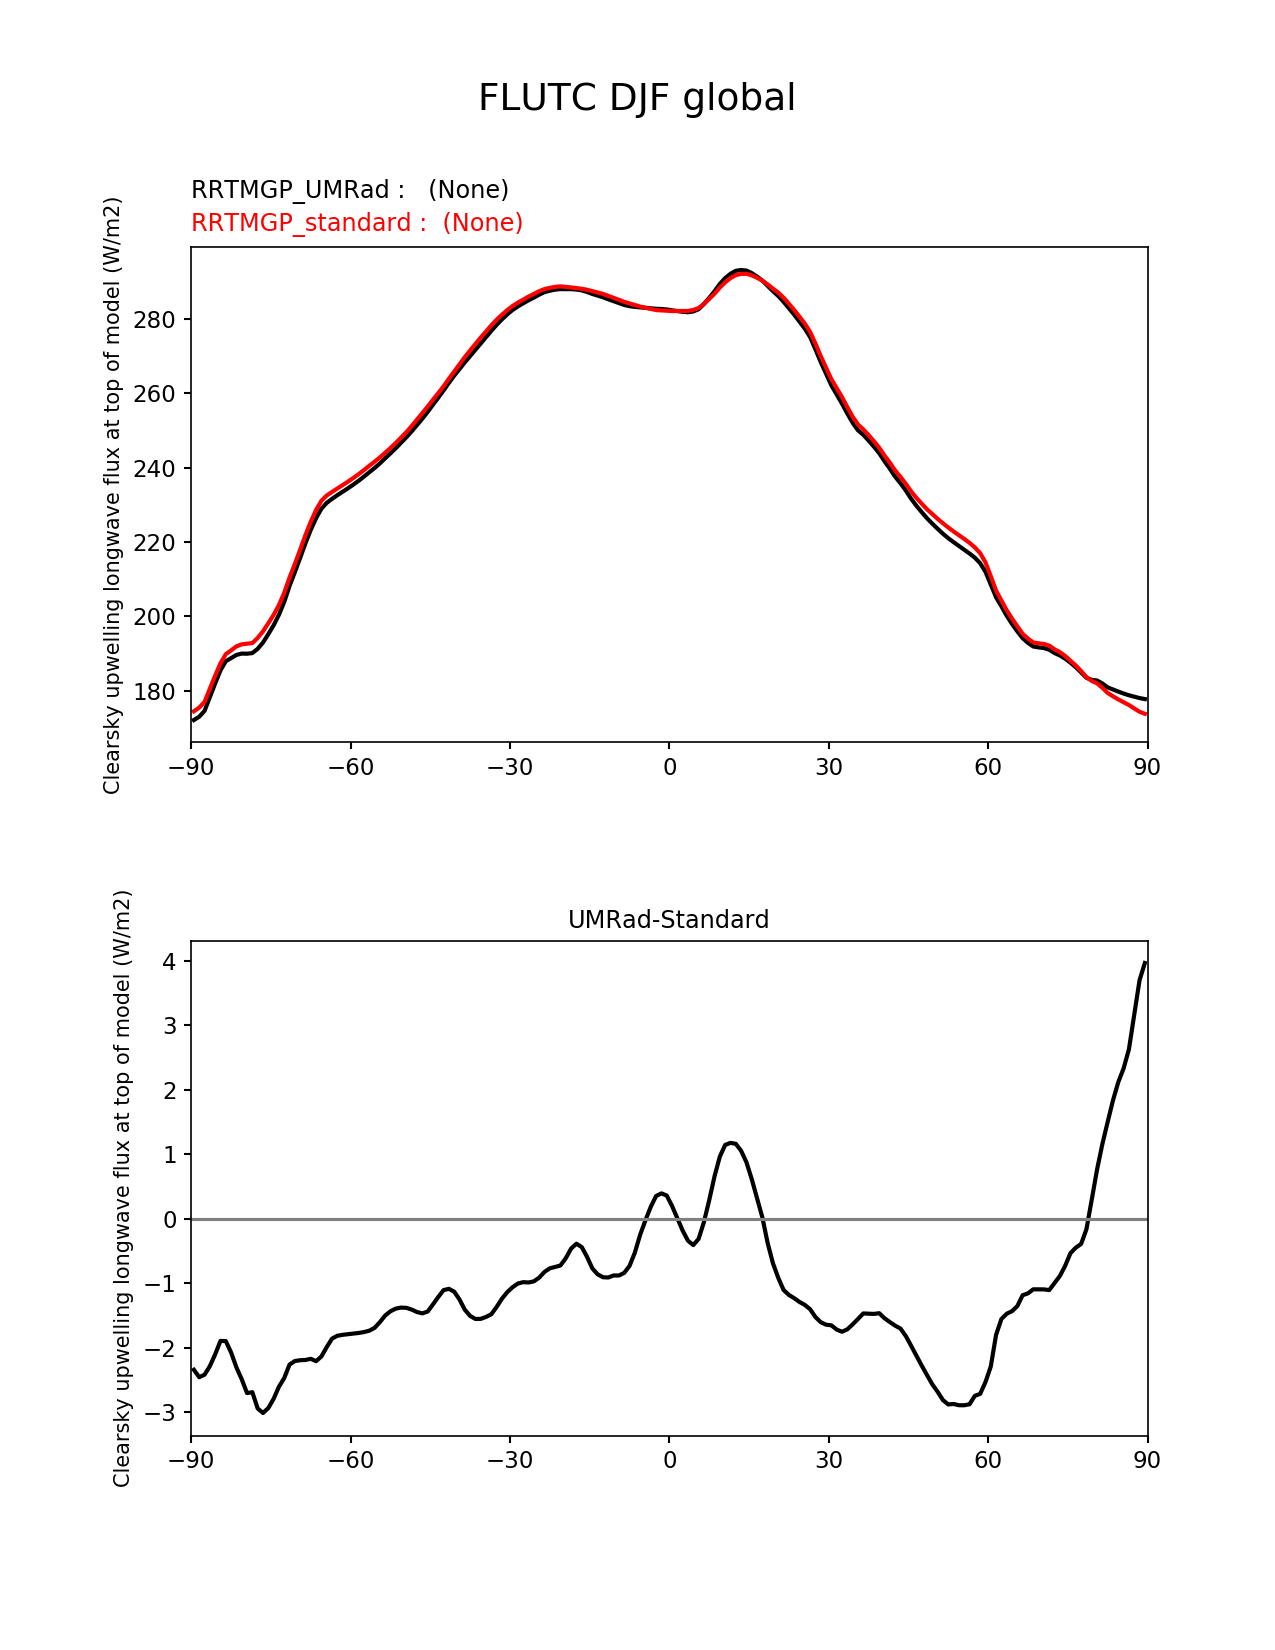 FLUTC DJF global
RRTMGP_UMRad :   (None)
RRTMGP_standard :  (None)
Clearsky upwelling longwave flux at top of model (W/m2)
280
260
240
220
200
180
−90 −60 −30 0 30 60 90
UMRad-Standard
Clearsky upwelling longwave flux at top of model (W/m2)
4
3
2
1
0
−1
−2
−3
−90 −60 −30 0 30 60 90